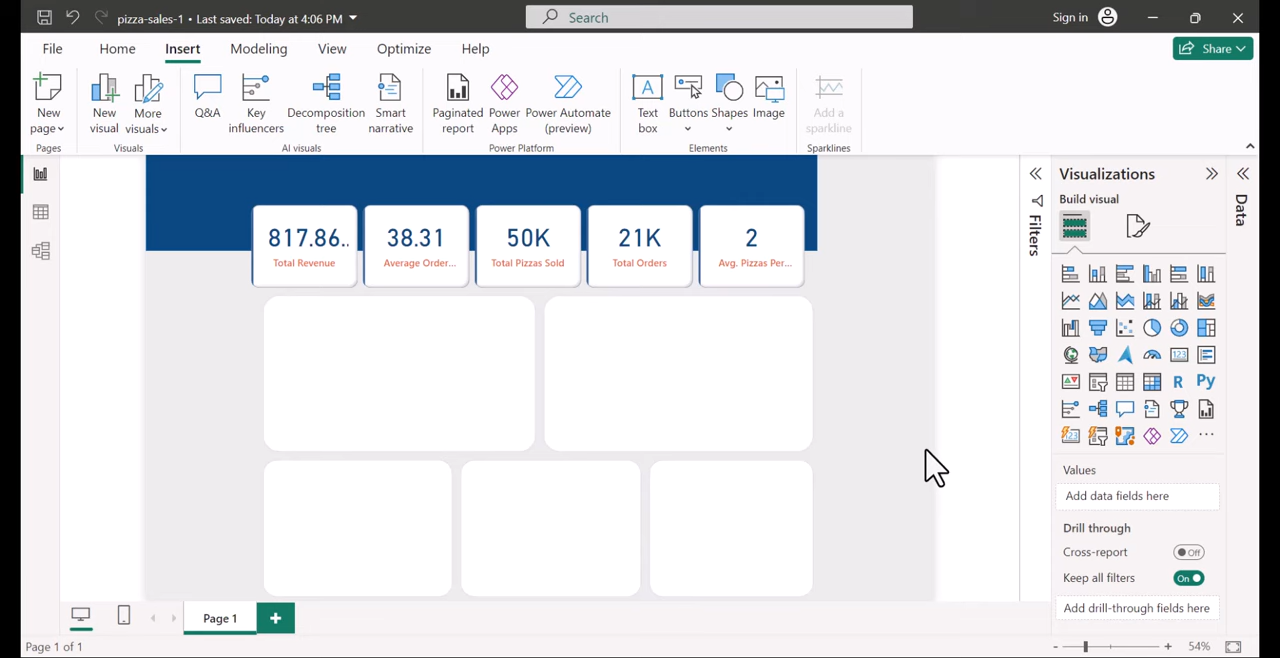 pizza-sales-1 • Last saved: Today at 4:06 PM
Search
Sign in
File Home Insert Modeling View Optimize Help
Share
New page
New visual
More visuals
Q&A
Key influencers
Decomposition tree
Smart narrative
Paginated report
Power Apps
Power Automate (preview)
Text box
Buttons
Shapes
Image
Add a sparkline
Pages
Visuals
AI visuals
Power Platform
Elements
Sparklines
817.86..
Total Revenue
38.31
Average Order...
50K
Total Pizzas Sold
21K
Total Orders
2
Avg. Pizzas Per...
Filters
Visualizations
Build visual
123
R
Py
123
Values
Add data fields here
Drill through
Cross-report
Off
Keep all filters
On
Add drill-through fields here
Data
Page 1
Page 1 of 1
- + 54%